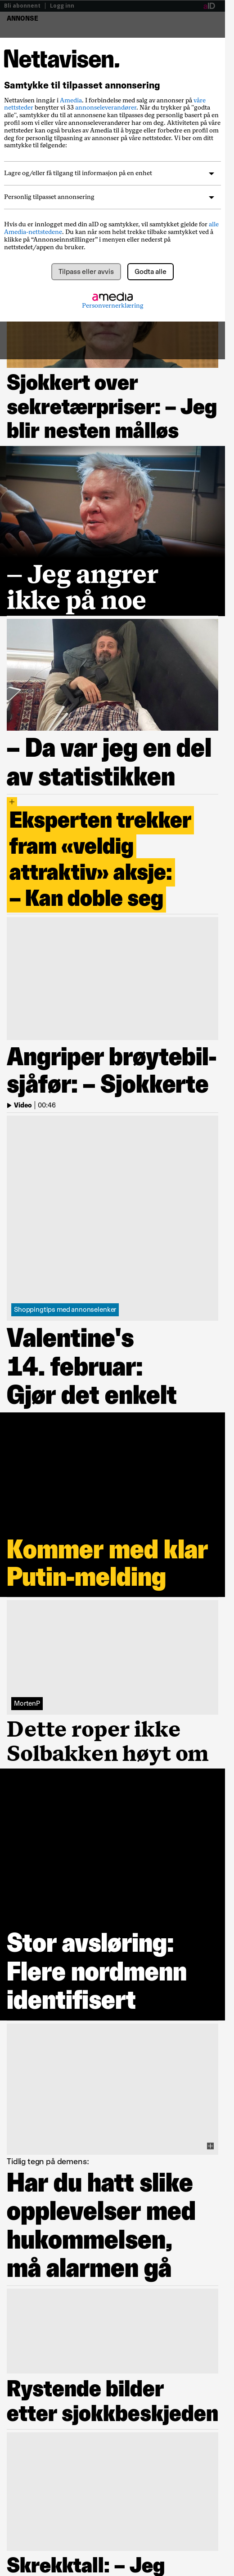 Bli abonnent | Logg inn
aID
ANNONSE
Nettavisen.
Samtykke til tilpasset annonsering
Nettavisen inngår i Amedia. I forbindelse med salg av annonser på våre
nettsteder benytter vi 33 annonseleverandører. Når du trykker på "godta
alle", samtykker du til at annonsene kan tilpasses deg personlig basert på en
profil hos oss og/eller våre annonseleverandører. Aktiviteten din på våre
nettsteder kan også brukes av Amedia til å bygge eller forbedre en profil om
deg for personlig tilpasning av annonser på våre nettsteder. Vi ber om ditt
samtykke til følgende:
Lagre og/eller få tilgang til informasjon på en enhet
Personlig tilpasset annonsering
Hvis du er innlogget med din aID og samtykker, vil samtykket gjelde for alle
Amedia-nettstedene. Du kan når som helst trekke tilbake samtykket ved å
klikke på “Annonseinnstillinger” i menyen eller nederst på
nettstedet/appen du bruker.
Tilpass eller avvis
Godta alle
amedia
Personvernerklæring
Sjokkert over
sekretærpriser: – Jeg
blir nesten målløs
– Jeg angrer
ikke på noe
– Da var jeg en del
av statistikken
+
Eksperten trekker
fram «veldig
attraktiv» aksje:
– Kan doble seg
Angriper brøytebil-
sjåfør: – Sjokkerte
Video | 00:46
Shoppingtips med annonselenker
Valentine's
14. februar:
Gjør det enkelt
Kommer med klar
Putin-melding
MortenP
Dette roper ikke
Solbakken høyt om
Stor avsløring:
Flere nordmenn
identifisert
Tidlig tegn på demens:
Har du hatt slike
opplevelser med
hukommelsen,
må alarmen gå
Rystende bilder
etter sjokkbeskjeden
Skrekktall: – Jeg